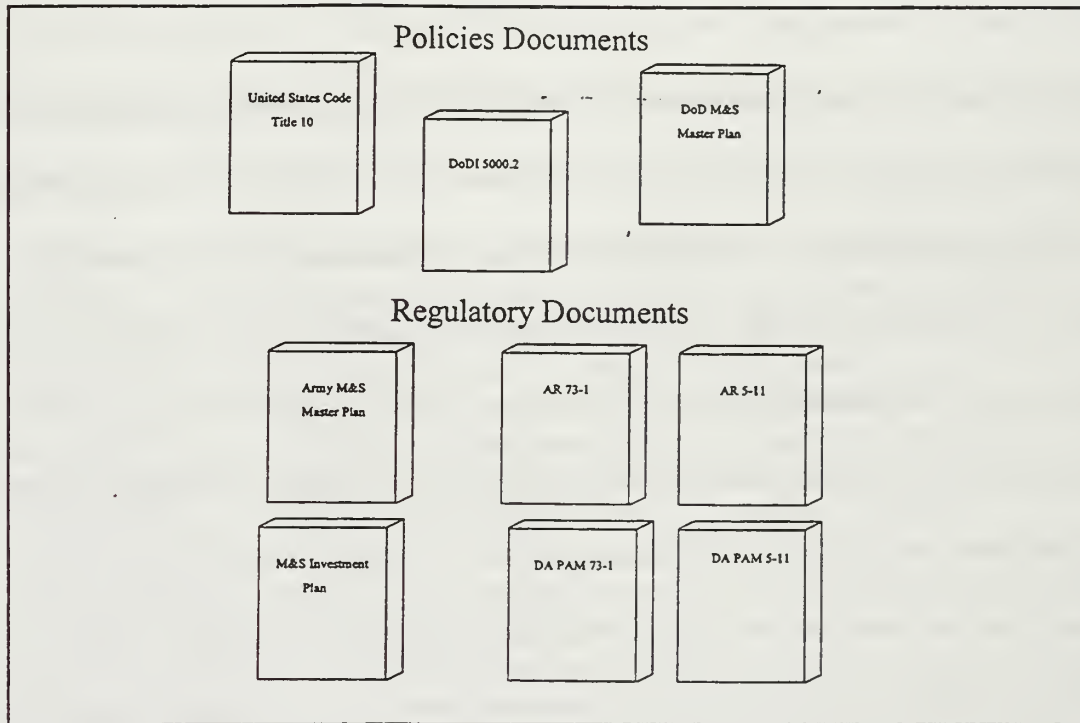 Policies Documents
United States Code
Title 10
DoDI 5000.2
DoD M&S
Master Plan
Regulatory Documents
Army M&S
Master Plan
AR 73-1
AR 5-11
M&S Investment
Plan
DA PAM 73-1
DA PAM 5-11